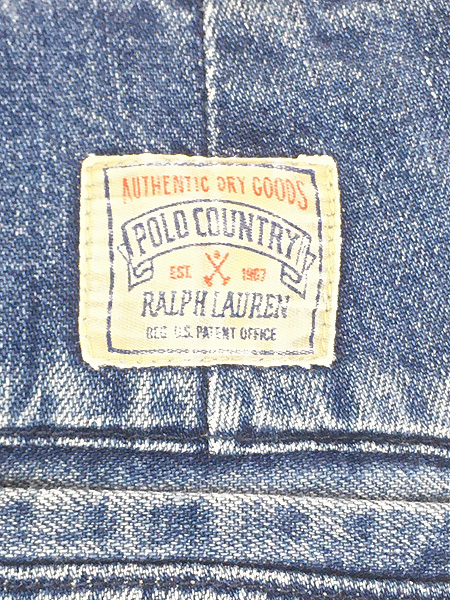 AUTHENTIC DRY GOODS
POLO COUNTRY
EST. 1967
RALPH LAUREN
REG U.S. PATENT OFFICE